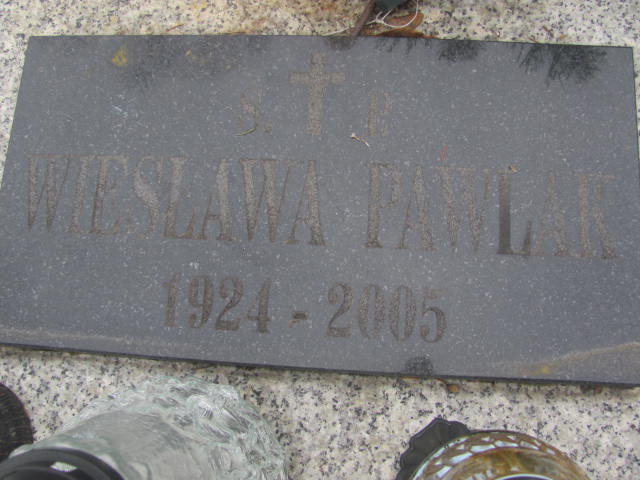 Ś. P.
WIESŁAWA PAWLAK
1924 - 2005